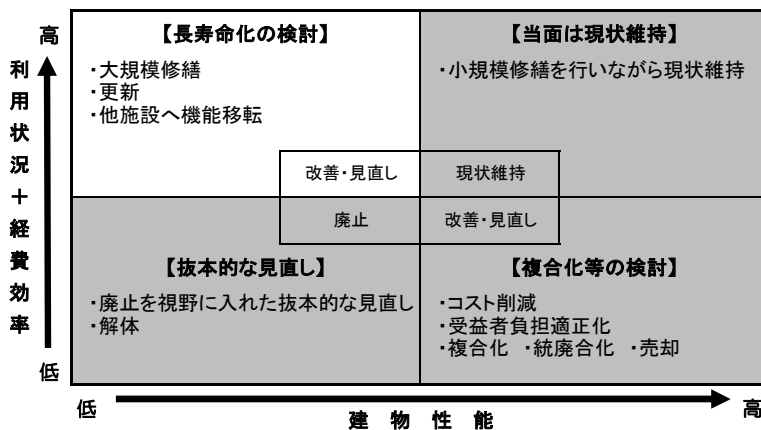 高
利用状況＋経費効率
低
【長寿命化の検討】
・大規模修繕
・更新
・他施設へ機能移転
【当面は現状維持】
・小規模修繕を行いながら現状維持
改善・見直し
現状維持
廃止
改善・見直し
【抜本的な見直し】
・廃止を視野に入れた抜本的な見直し
・解体
【複合化等の検討】
・コスト削減
・受益者負担適正化
・複合化 ・統廃合化 ・売却
低
建物性能
高